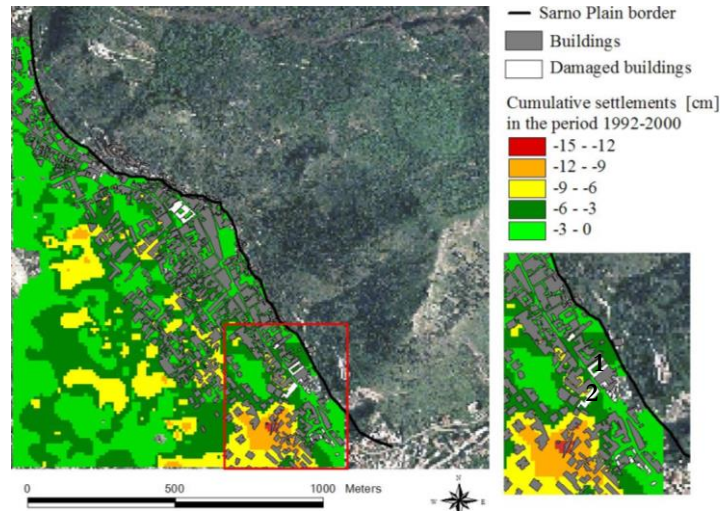 Sarno Plain border
Buildings
Damaged buildings
Cumulative settlements [cm]
in the period 1992-2000
-15 - -12
-12 - -9
-9 - -6
-6 - -3
-3 - 0
1
2
0 500 1000 Meters
N
W E
S